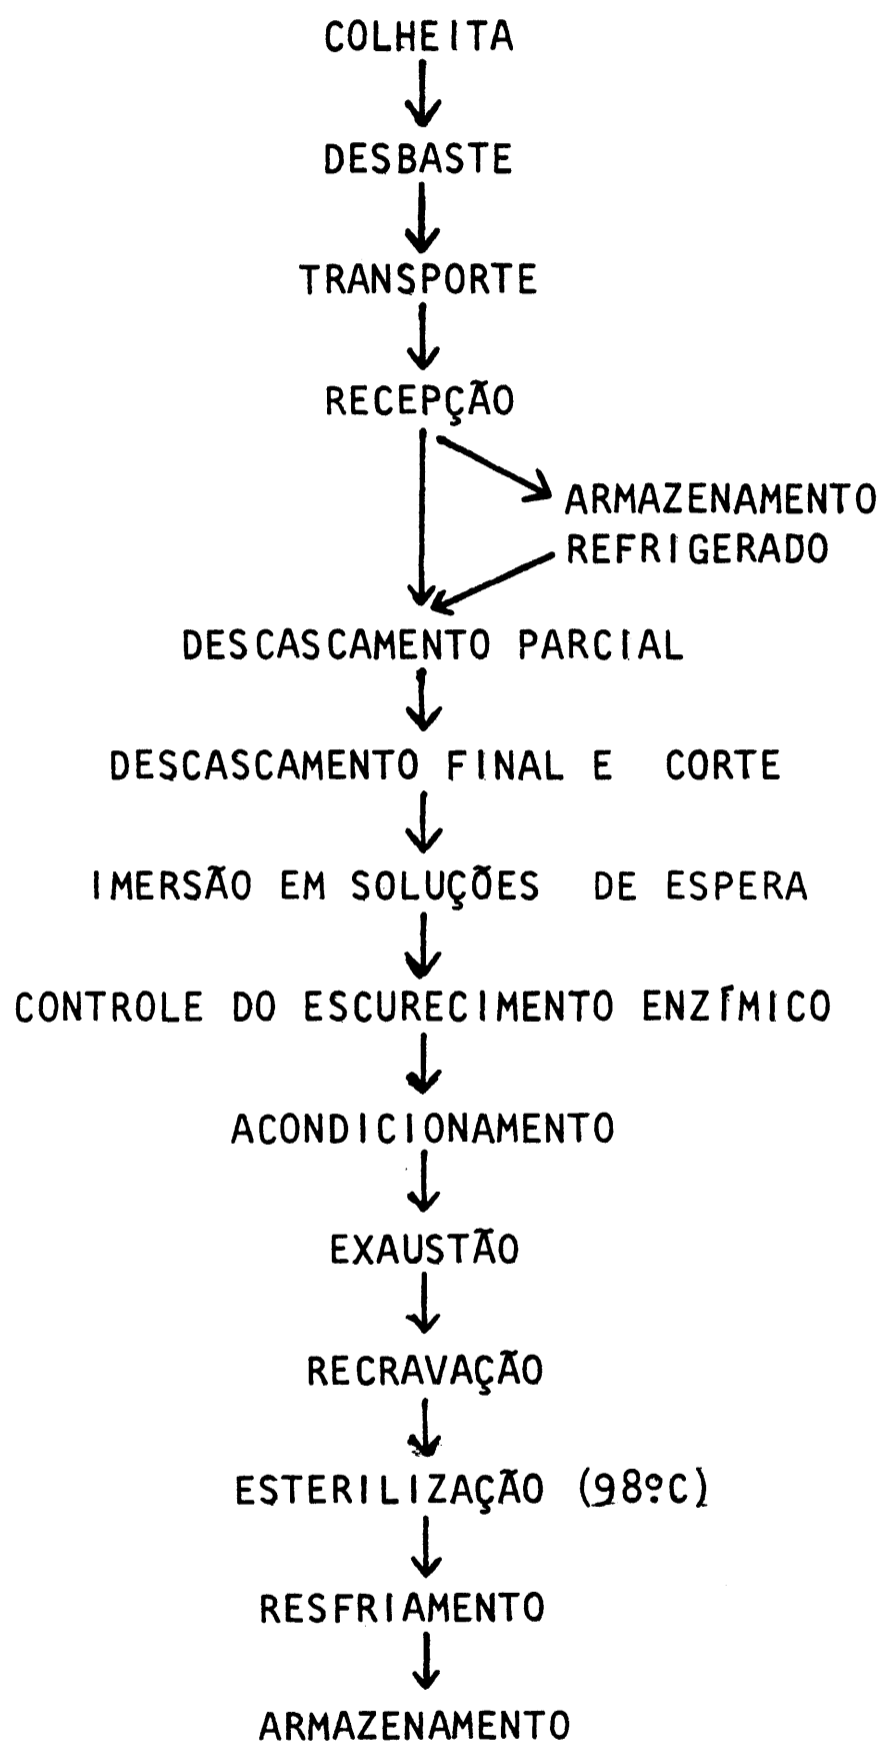 COLHEITA
DESBASTE
TRANSPORTE
RECEPÇÃO
ARMAZENAMENTO
REFRIGERADO
DESCASCAMENTO PARCIAL
DESCASCAMENTO FINAL E CORTE
IMERSÃO EM SOLUÇÕES DE ESPERA
CONTROLE DO ESCURECIMENTO ENZÍMICO
ACONDICIONAMENTO
EXAUSTÃO
RECRAVAÇÃO
ESTERILIZAÇÃO (98ºC)
RESFRIAMENTO
ARMAZENAMENTO